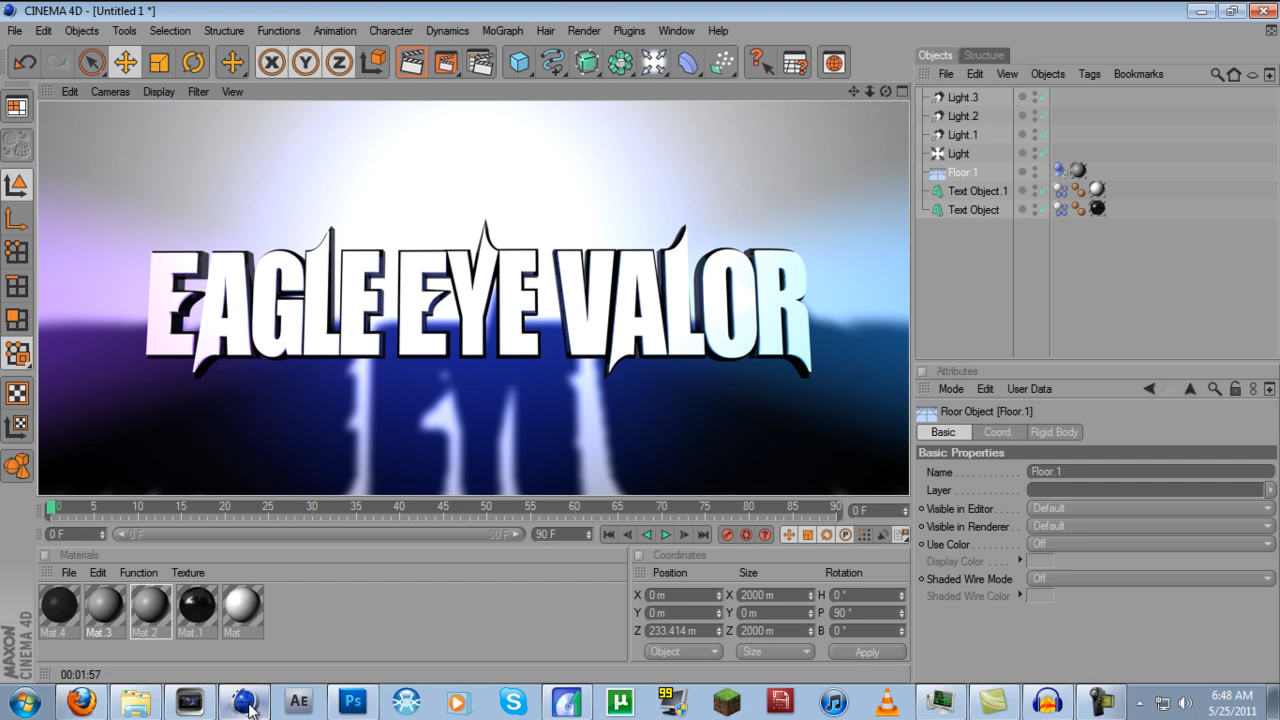 CINEMA 4D - [Untitled 1 *]
File Edit Objects Tools Selection Structure Functions Animation Character Dynamics MoGraph Hair Render Plugins Window Help
X Y Z
Objects Structure
File Edit View Objects Tags Bookmarks
Edit Cameras Display Filter View
Light.3
Light.2
Light.1
Light
Floor.1
Text Object.1
Text Object
EAGLE EYE VALOR
Attributes
Mode Edit User Data
Floor Object [Floor.1]
Basic Coord. Rigid Body
Basic Properties
Name Floor.1
Layer
Visible in Editor Default
Visible in Renderer Default
Use Color Off
Display Color
Shaded Wire Mode Off
Shaded Wire Color
0 5 10 15 20 25 30 35 40 45 50 55 60 65 70 75 80 85 90 0 F
0 F 0 F 90 F 90 F
Materials
File Edit Function Texture
Mat.4 Mat.3 Mat.2 Mat.1 Mat
Coordinates
Position Size Rotation
X 0 m X 2000 m H 0 °
Y 0 m Y 0 m P 90 °
Z 233.414 m Z 2000 m B 0 °
Object Size Apply
MAXON CINEMA 4D
00:01:57
Ae Ps 99
6:48 AM
5/25/2011